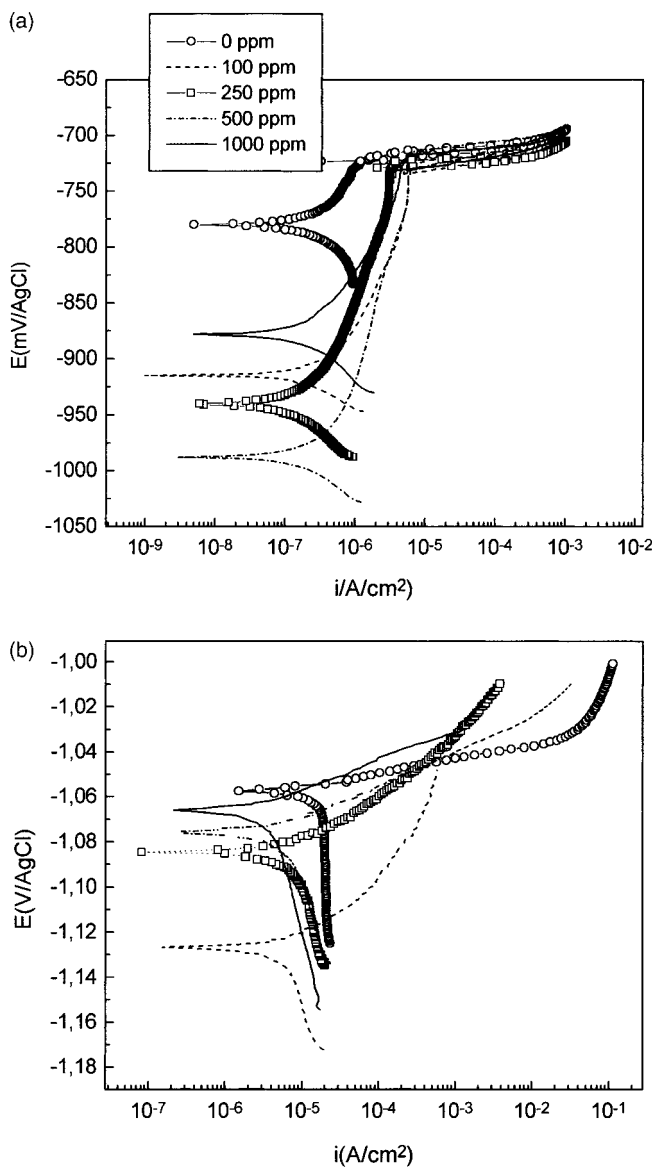 (a)
0 ppm
100 ppm
250 ppm
500 ppm
1000 ppm
-650
-700
-750
-800
-850
-900
-950
-1000
-1050
E(mV/AgCl)
10-9 10-8 10-7 10-6 10-5 10-4 10-3 10-2
i/A/cm2)
(b)
-1,00
-1,02
-1,04
-1,06
-1,08
-1,10
-1,12
-1,14
-1,16
-1,18
E(V/AgCl)
10-7 10-6 10-5 10-4 10-3 10-2 10-1
i(A/cm2)